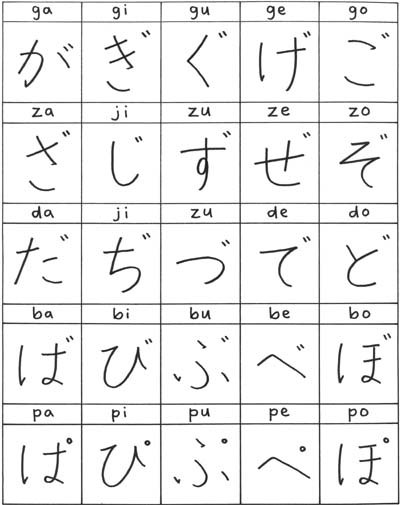 ga gi gu ge go
が ぎ ぐ げ ご
za ji zu ze zo
ざ じ ず ぜ ぞ
da ji zu de do
だ ぢ づ で ど
ba bi bu be bo
ば び ぶ べ ぼ
pa pi pu pe po
ぱ ぴ ぷ ぺ ぽ